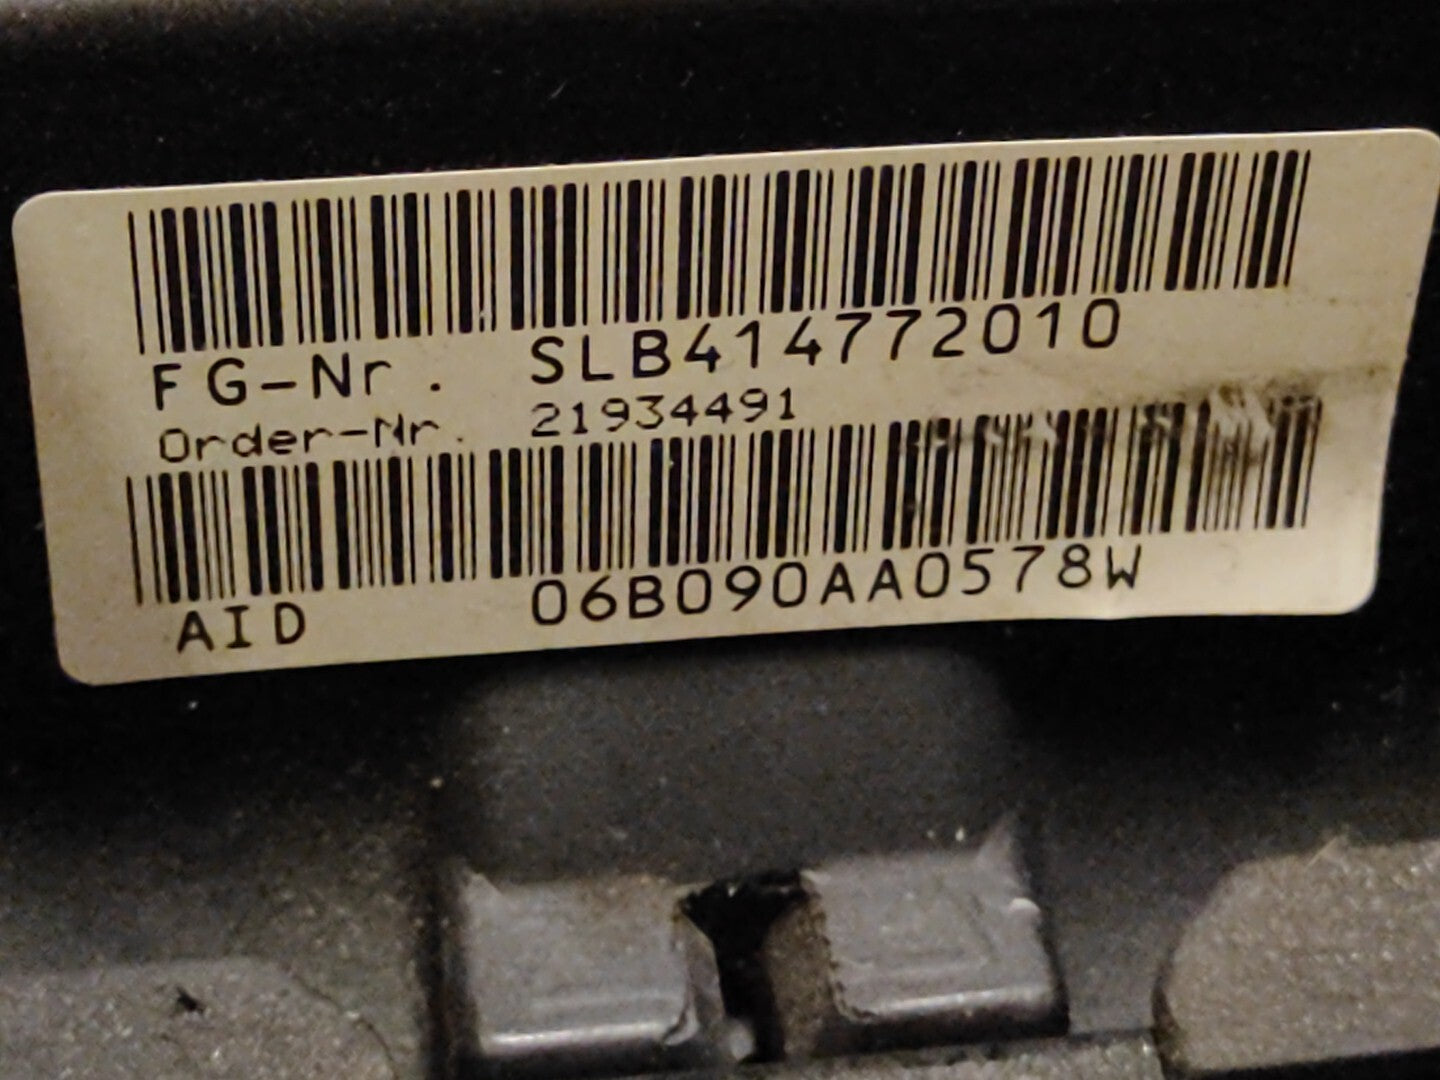 FG-Nr. SLB414772010
Order-Nr. 21934491
AID 06B090AA0578W